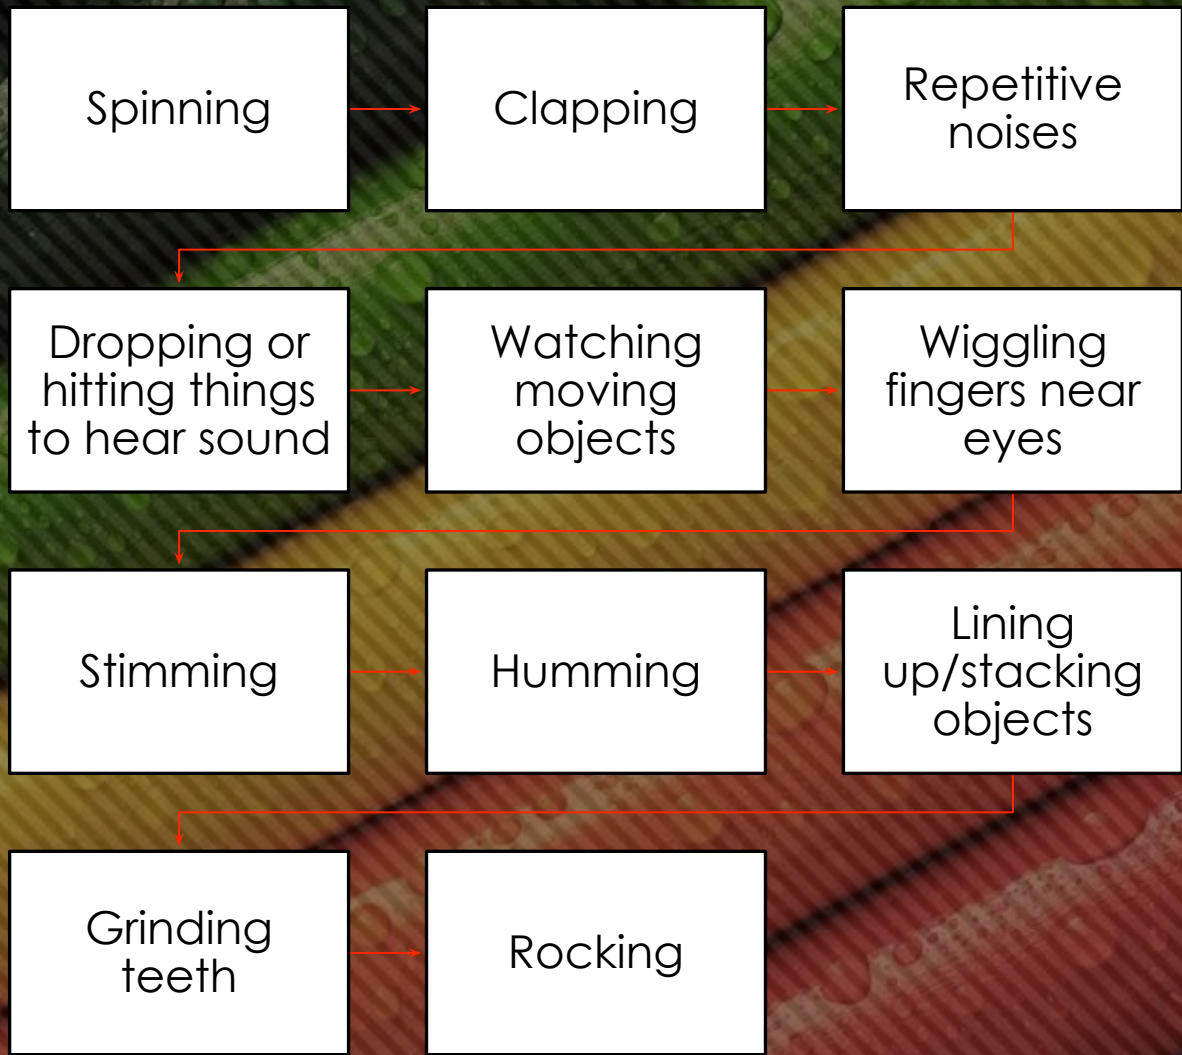 Spinning
Clapping
Repetitive
noises
Dropping or
hitting things
to hear sound
Watching
moving
objects
Wiggling
fingers near
eyes
Stimming
Humming
Lining
up/stacking
objects
Grinding
teeth
Rocking